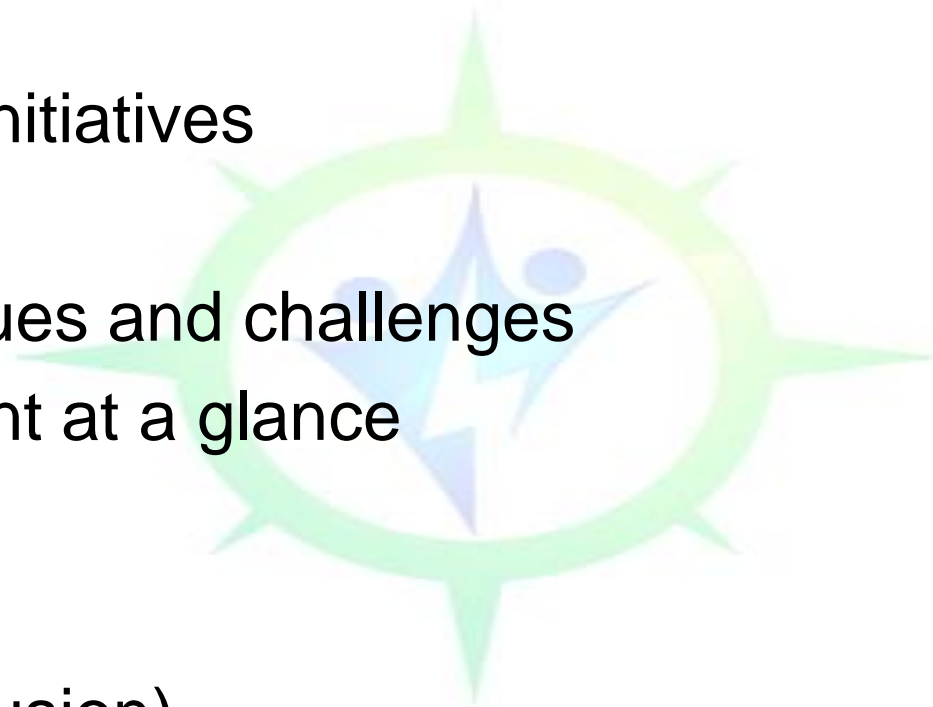 nitiatives
ues and challenges
nt at a glance
usion)